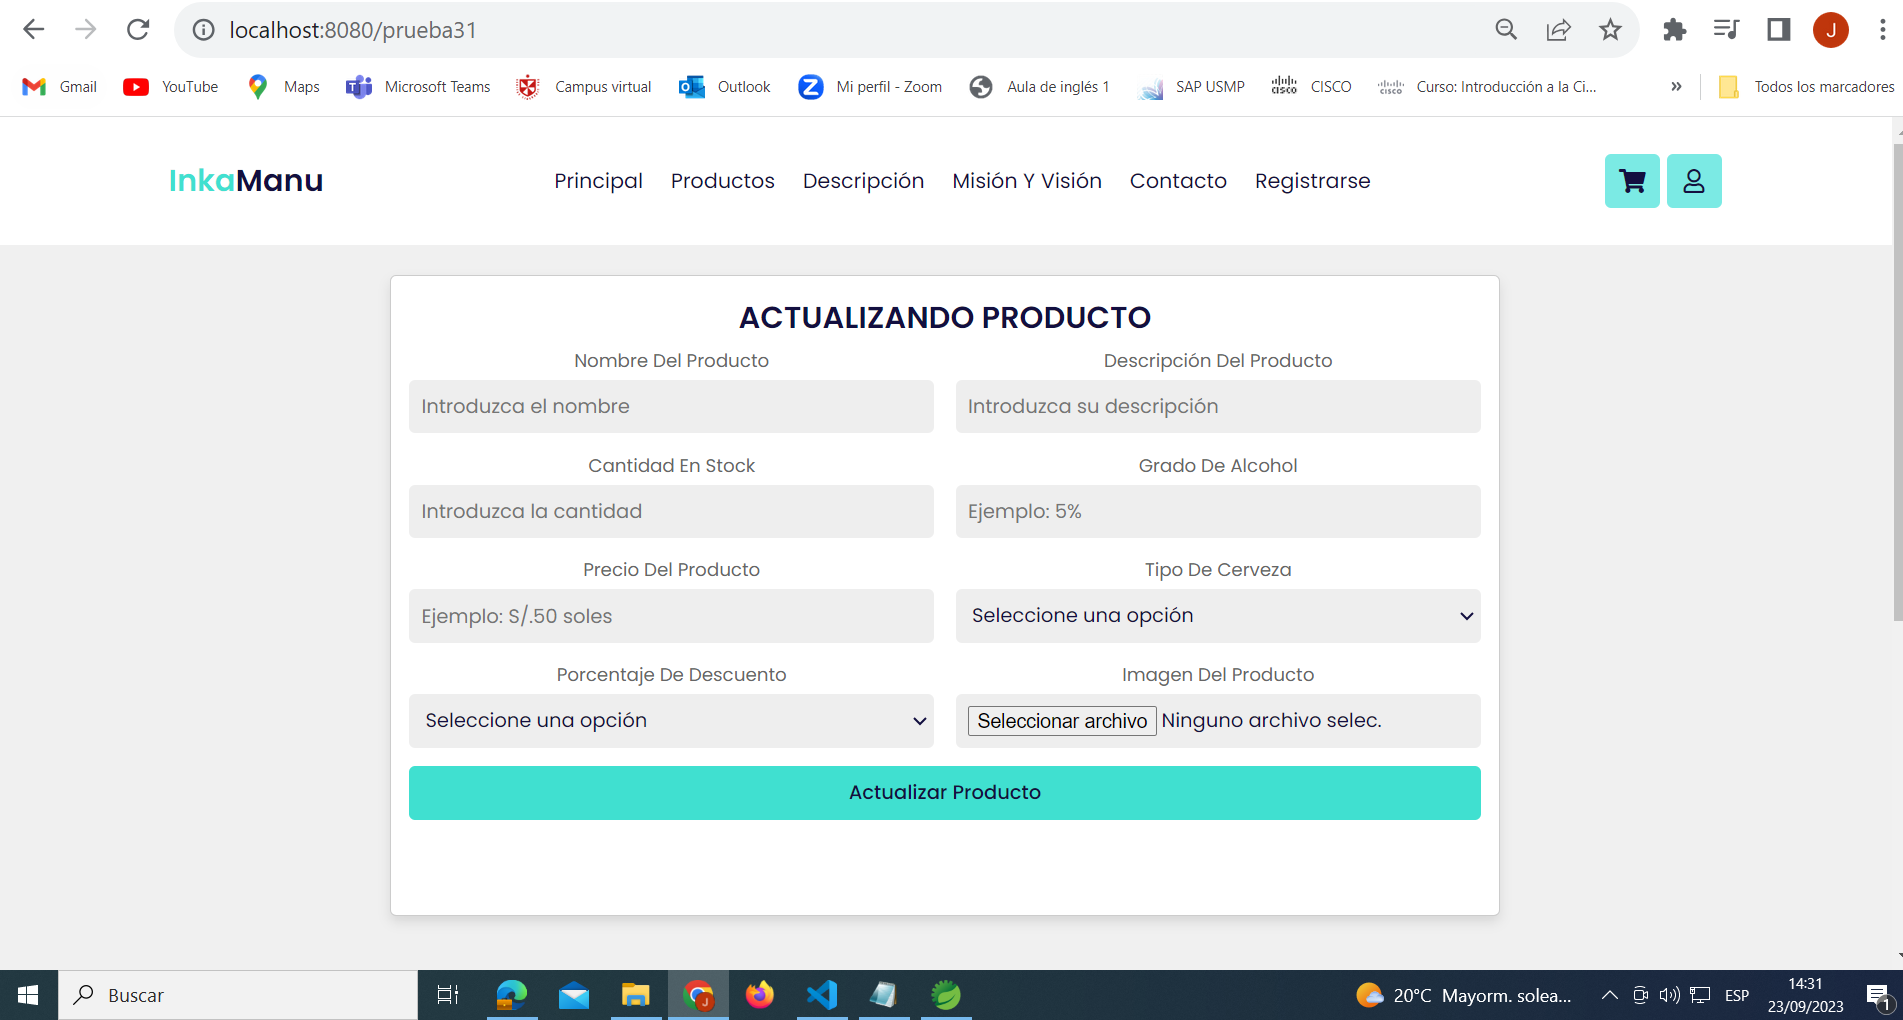 localhost:8080/prueba31
J
Gmail YouTube Maps Microsoft Teams Campus virtual Outlook Mi perfil - Zoom Aula de inglés 1 SAP USMP CISCO Curso: Introducción a la Ci... » Todos los marcadores
InkaManu Principal Productos Descripción Misión Y Visión Contacto Registrarse
ACTUALIZANDO PRODUCTO
Nombre Del Producto Descripción Del Producto
Introduzca el nombre Introduzca su descripción
Cantidad En Stock Grado De Alcohol
Introduzca la cantidad Ejemplo: 5%
Precio Del Producto Tipo De Cerveza
Ejemplo: S/.50 soles Seleccione una opción
Porcentaje De Descuento Imagen Del Producto
Seleccione una opción Seleccionar archivo Ninguno archivo selec.
Actualizar Producto
Buscar 20°C Mayorm. solea... ESP 14:31
23/09/2023 1